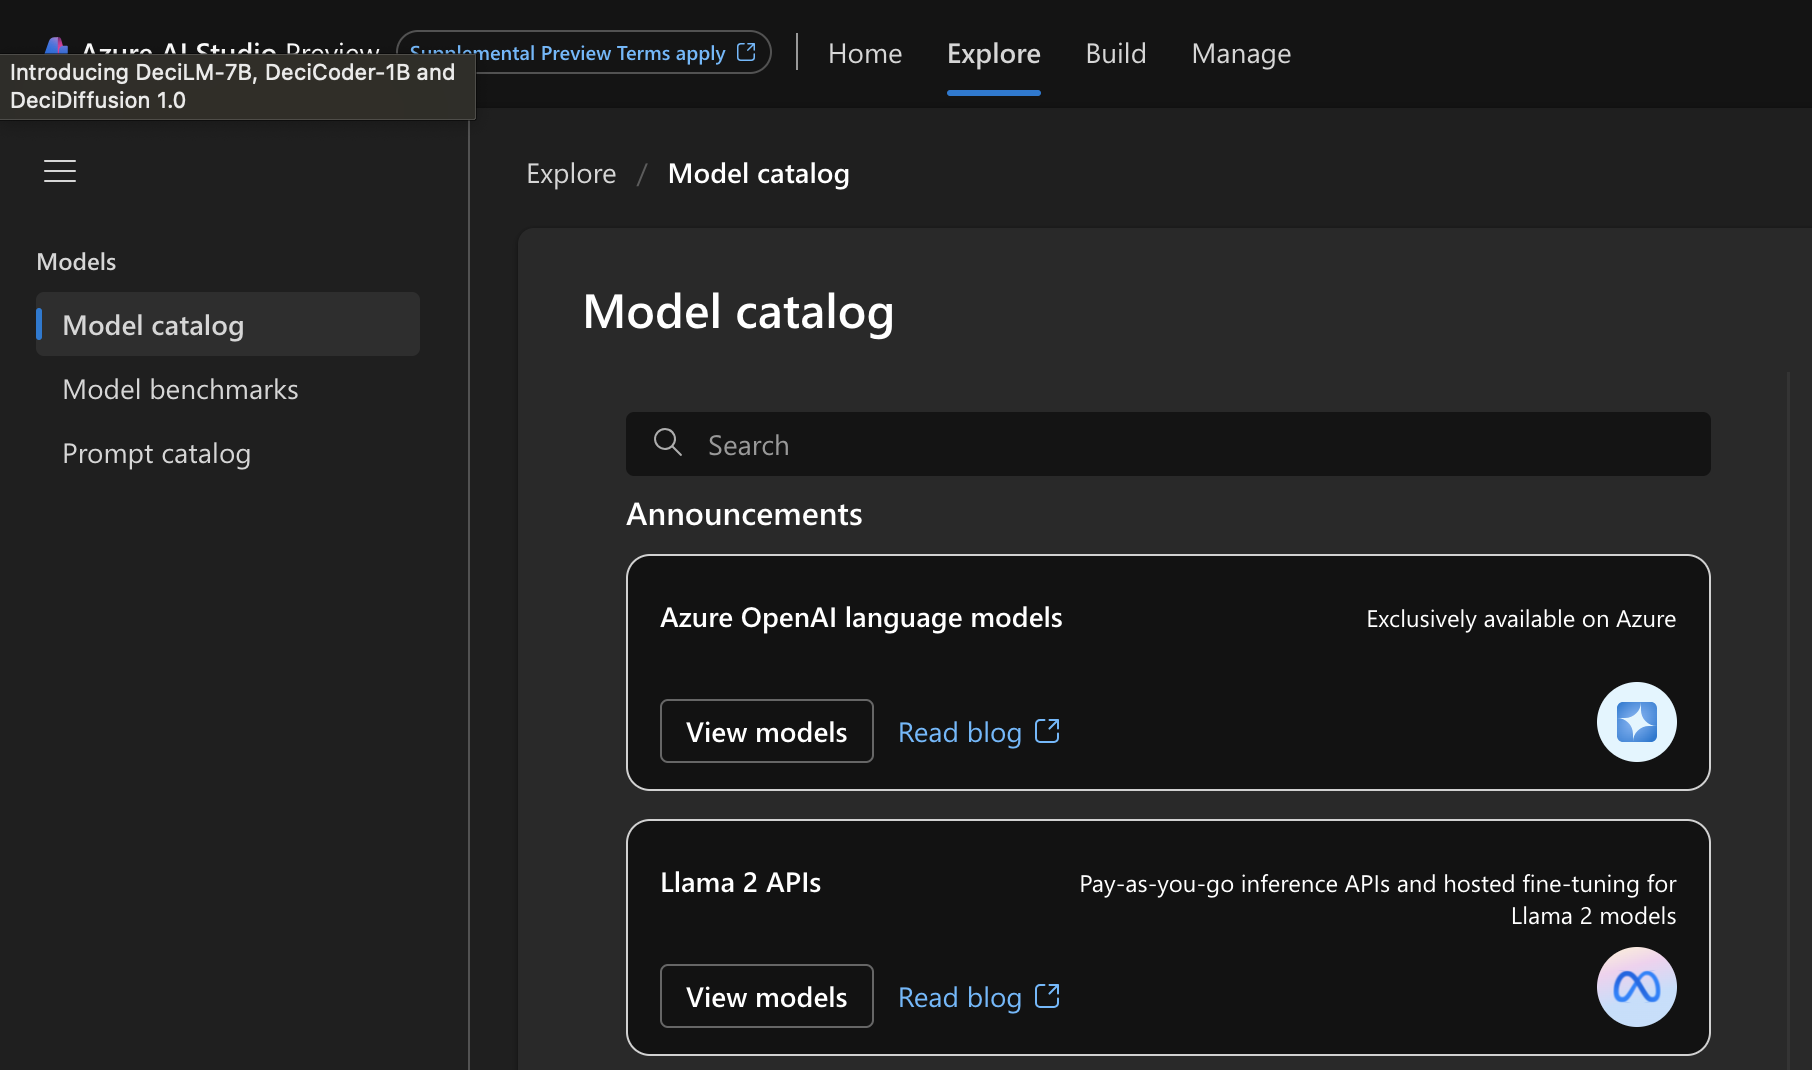 Azure AI Studio Preview
Supplemental Preview Terms apply
Home
Explore
Build
Manage
Introducing DeciLM-7B, DeciCoder-1B and
DeciDiffusion 1.0
Explore / Model catalog
Models
Model catalog
Model benchmarks
Prompt catalog
Model catalog
Search
Announcements
Azure OpenAI language models
Exclusively available on Azure
View models
Read blog
Llama 2 APIs
Pay-as-you-go inference APIs and hosted fine-tuning for
Llama 2 models
View models
Read blog